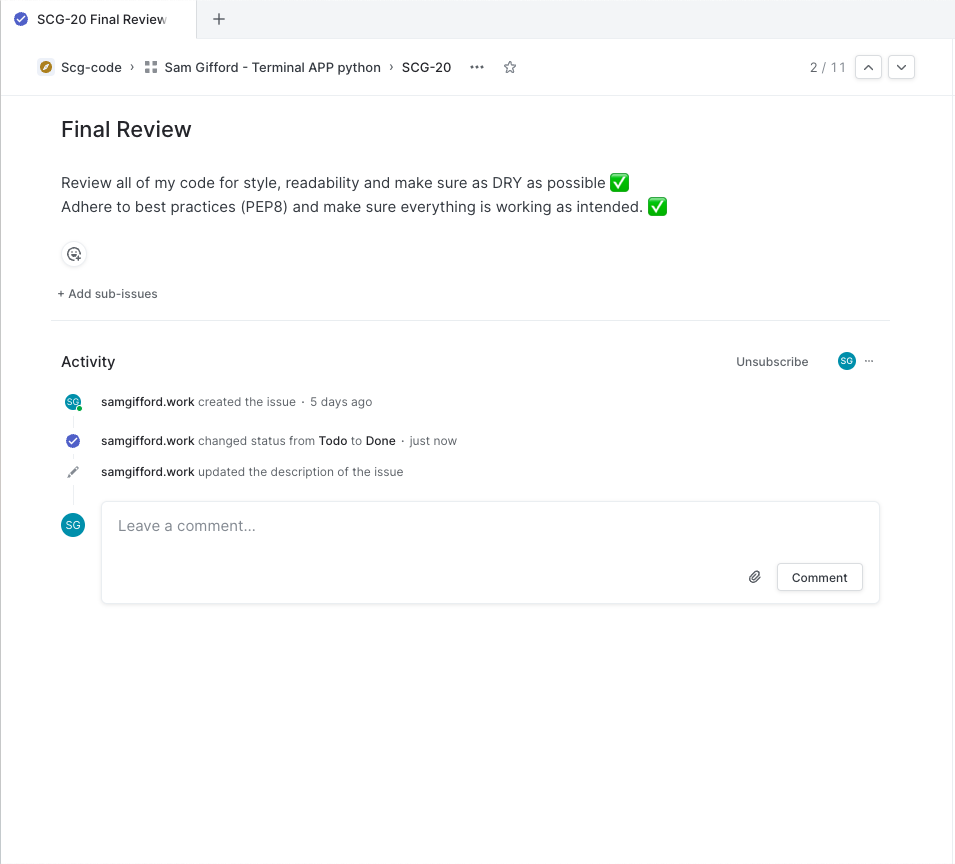 SCG-20 Final Review
Scg-code › Sam Gifford - Terminal APP python › SCG-20 ··· 2 / 11
Final Review
Review all of my code for style, readability and make sure as DRY as possible ✅
Adhere to best practices (PEP8) and make sure everything is working as intended. ✅
+ Add sub-issues
Activity Unsubscribe SG ···
SG samgifford.work created the issue · 5 days ago
samgifford.work changed status from Todo to Done · just now
samgifford.work updated the description of the issue
SG Leave a comment...
Comment